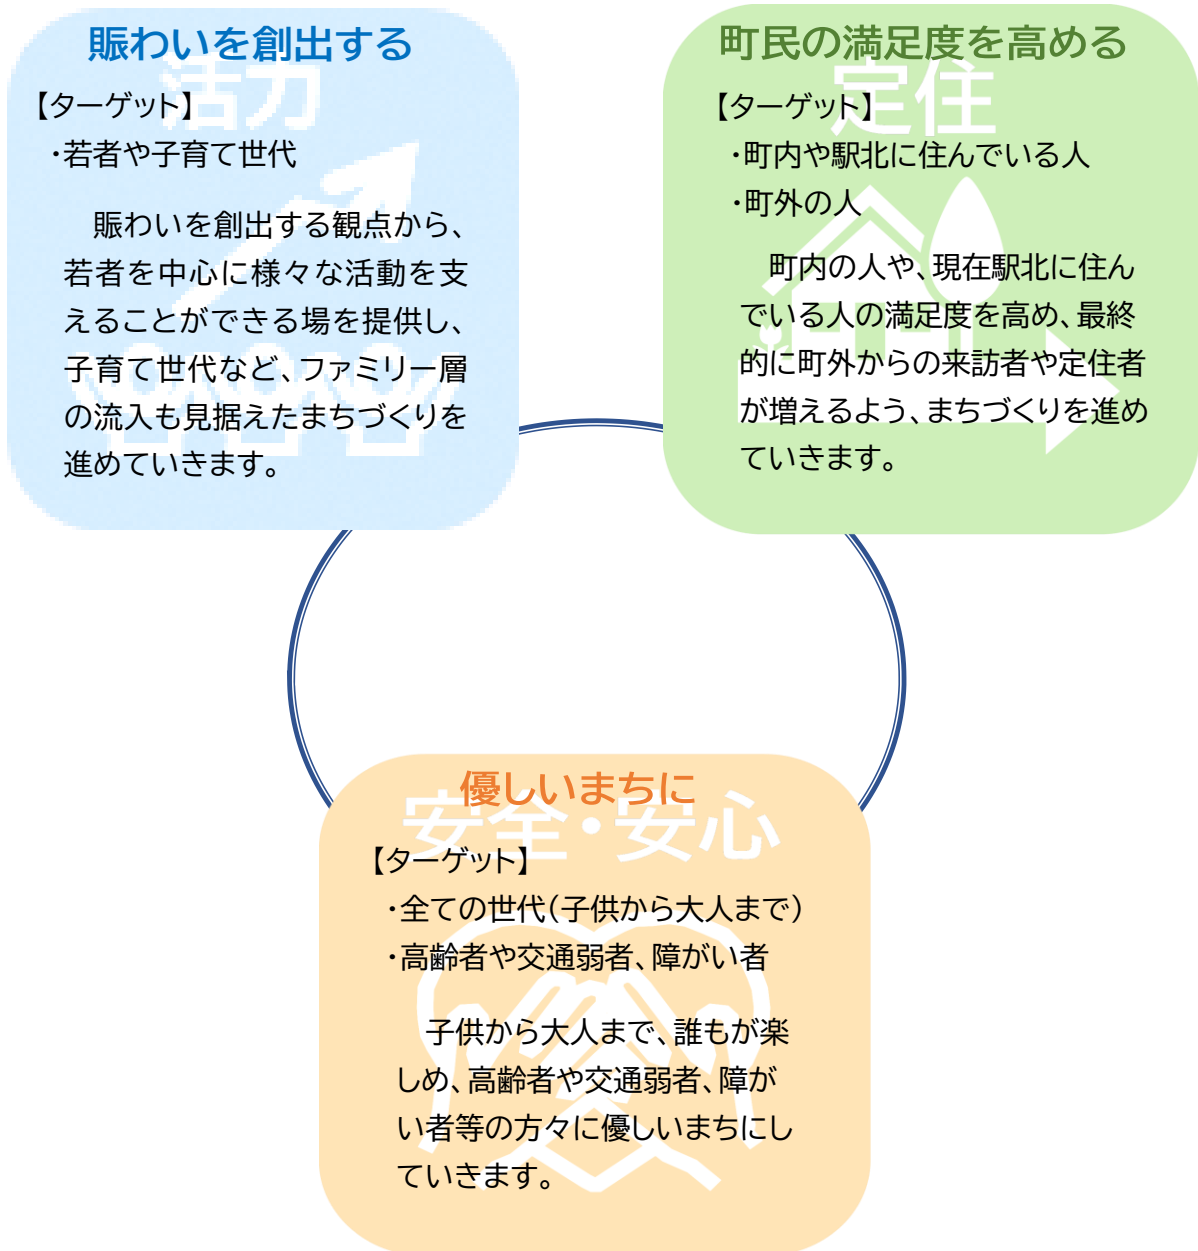 賑わいを創出する
活力
【ターゲット】
・若者や子育て世代
賑わいを創出する観点から、
若者を中心に様々な活動を支
えることができる場を提供し、
子育て世代など、ファミリー層
の流入も見据えたまちづくりを
進めていきます。
町民の満足度を高める
定住
【ターゲット】
・町内や駅北に住んでいる人
・町外の人
町内の人や、現在駅北に住ん
でいる人の満足度を高め、最終
的に町外からの来訪者や定住者
が増えるよう、まちづくりを進め
ていきます。
優しいまちに
安全・安心
【ターゲット】
・全ての世代(子供から大人まで)
・高齢者や交通弱者、障がい者
子供から大人まで、誰もが楽
しめ、高齢者や交通弱者、障が
い者等の方々に優しいまちにし
ていきます。